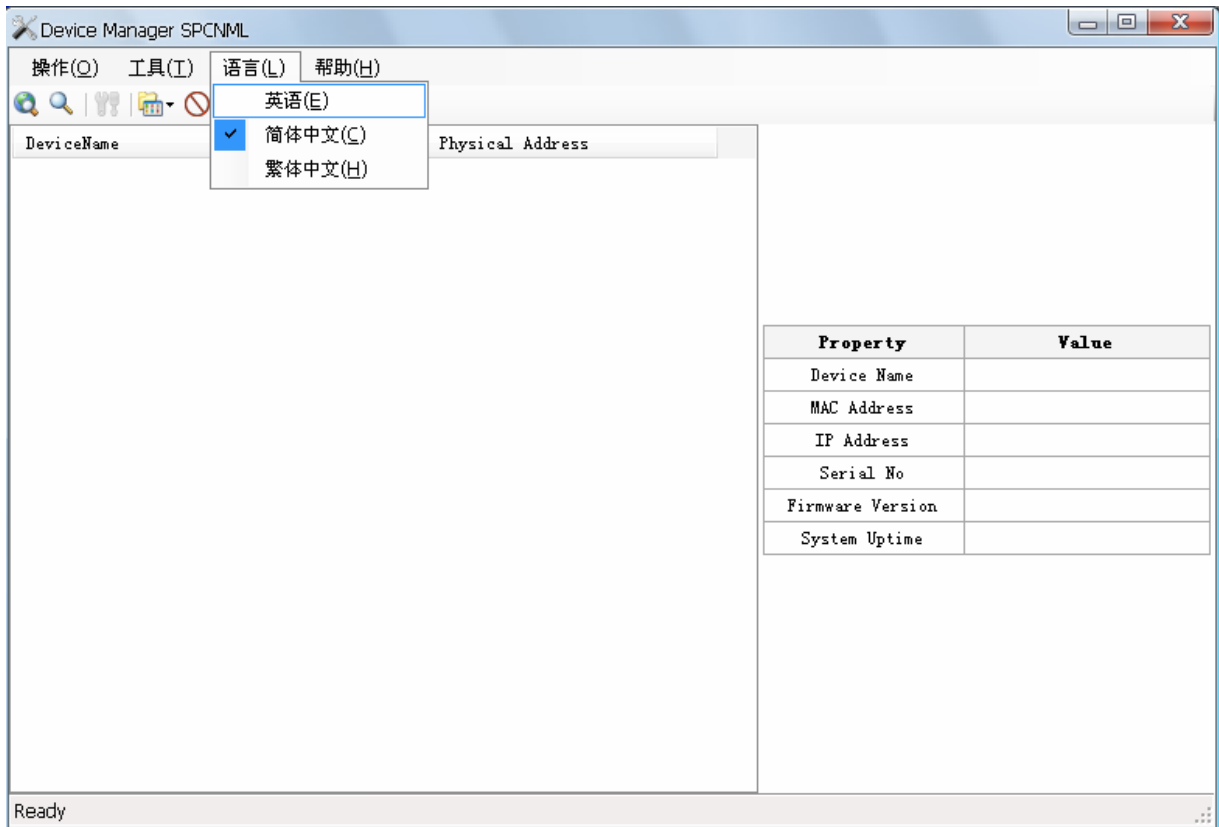 Device Manager SPCNML
操作(O) 工具(T) 语言(L) 帮助(H)
英语(E)
简体中文(C)
繁体中文(H)
DeviceName Physical Address
Property Value
Device Name
MAC Address
IP Address
Serial No
Firmware Version
System Uptime
Ready